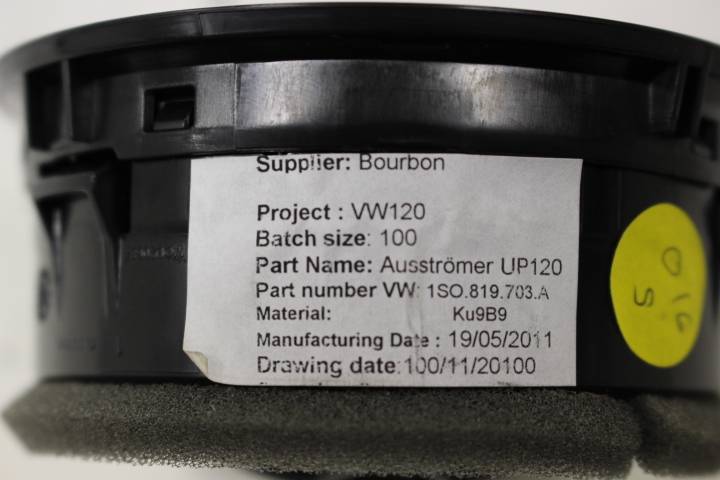 Supplier: Bourbon
Project : VW120
Batch size: 100
Part Name: Ausströmer UP120
Part number VW: 1SO.819.703.A
Material: Ku9B9
Manufacturing Date : 19/05/2011
Drawing date:100/11/20100